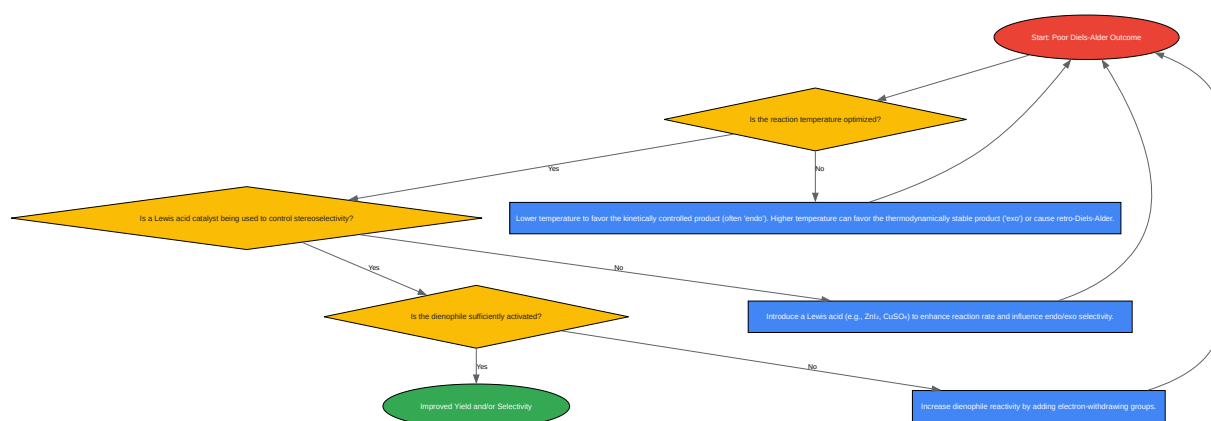 Start: Poor Diels-Alder Outcome
Is the reaction temperature optimized?
Yes
No
Lower temperature to favor the kinetically controlled product (often 'endo'). Higher temperature can favor the thermodynamically stable product ('exo') or cause retro-Diels-Alder.
Is a Lewis acid catalyst being used to control stereoselectivity?
Yes
No
Introduce a Lewis acid (e.g., ZnI₂, CuSO₄) to enhance reaction rate and influence endo/exo selectivity.
Is the dienophile sufficiently activated?
Yes
No
Improved Yield and/or Selectivity
Increase dienophile reactivity by adding electron-withdrawing groups.